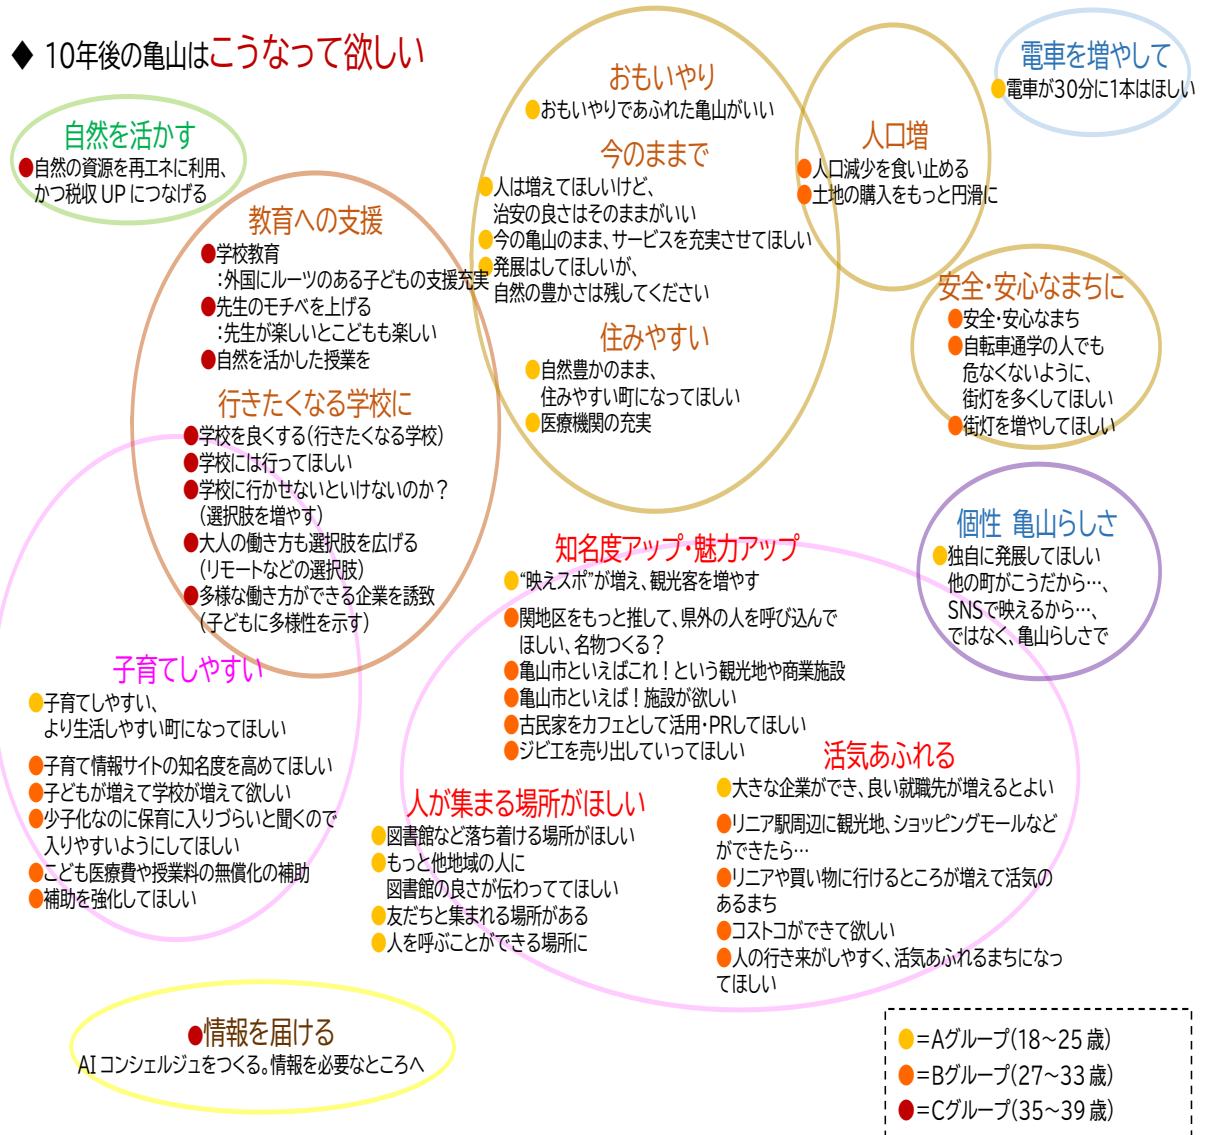 ◆ 10年後の亀山はこうなって欲しい
自然を活かす
●自然の資源を再エネに利用、
かつ税収UPにつなげる
教育への支援
●学校教育
：外国にルーツのある子どもの支援充実
●先生のモチベを上げる
：先生が楽しいとこどもも楽しい
●自然を活かした授業を
行きたくなる学校に
●学校を良くする(行きたくなる学校)
●学校には行ってほしい
●学校に行かせないといけないのか？
(選択肢を増やす)
●大人の働き方も選択肢を広げる
(リモートなどの選択肢)
●多様な働き方ができる企業を誘致
(子どもに多様性を示す)
おもいやり
●おもいやりであふれた亀山がいい
今のままで
●人は増えてほしいけど、
治安の良さはそのままがいい
●今の亀山のまま、サービスを充実させてほしい
●発展はしてほしいが、
自然の豊かさは残してください
住みやすい
●自然豊かのまま、
住みやすい町になってほしい
●医療機関の充実
人口増
●人口減少を食い止める
●土地の購入をもっと円滑に
電車を増やして
●電車が30分に1本はほしい
安全・安心なまちに
●安全・安心なまち
●自転車通学の人でも
危なくないように、
街灯を多くしてほしい
●街灯を増やしてほしい
個性 亀山らしさ
●独自に発展してほしい
他の町がこうだから…、
SNSで映えるから…、
ではなく、亀山らしさで
子育てしやすい
●子育てしやすい、
より生活しやすい町になってほしい
●子育て情報サイトの知名度を高めてほしい
●子どもが増えて学校が増えて欲しい
●少子化なのに保育に入りづらいと聞くので
入りやすいようにしてほしい
●こども医療費や授業料の無償化の補助
●補助を強化してほしい
知名度アップ・魅力アップ
●“映えスポ”が増え、観光客を増やす
●関地区をもっと推して、県外の人を呼び込んで
ほしい、名物つくる？
●亀山市といえばこれ！という観光地や商業施設
●亀山市といえば！施設が欲しい
●古民家をカフェとして活用・PRしてほしい
●ジビエを売り出していってほしい
人が集まる場所がほしい
●図書館など落ち着ける場所がほしい
●もっと他地域の人に
図書館の良さが伝わっててほしい
●友だちと集まれる場所がある
●人を呼ぶことができる場所に
活気あふれる
●大きな企業ができ、良い就職先が増えるとよい
●リニア駅周辺に観光地、ショッピングモールなど
ができたら…
●リニアや買い物に行けるところが増えて活気の
あるまち
●コストコができて欲しい
●人の行き来がしやすく、活気あふれるまちになっ
てほしい
●情報を届ける
AIコンシェルジュをつくる。情報を必要なところへ
●=Aグループ(18～25歳)
●=Bグループ(27～33歳)
●=Cグループ(35～39歳)